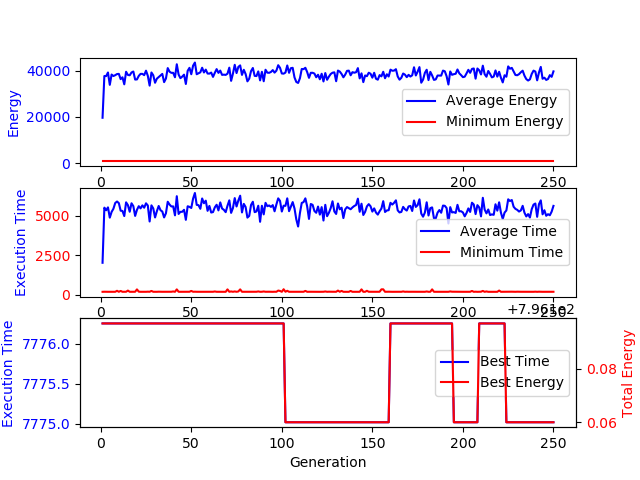 40000
20000
0
Energy
Average Energy
Minimum Energy
0 50 100 150 200 250
5000
2500
0
Execution Time
Average Time
Minimum Time
0 50 100 150 200 250
+7.961e2
7776.0
7775.5
7775.0
Execution Time
Best Time
Best Energy
0.08
0.06
Total Energy
0 50 100 150 200 250
Generation